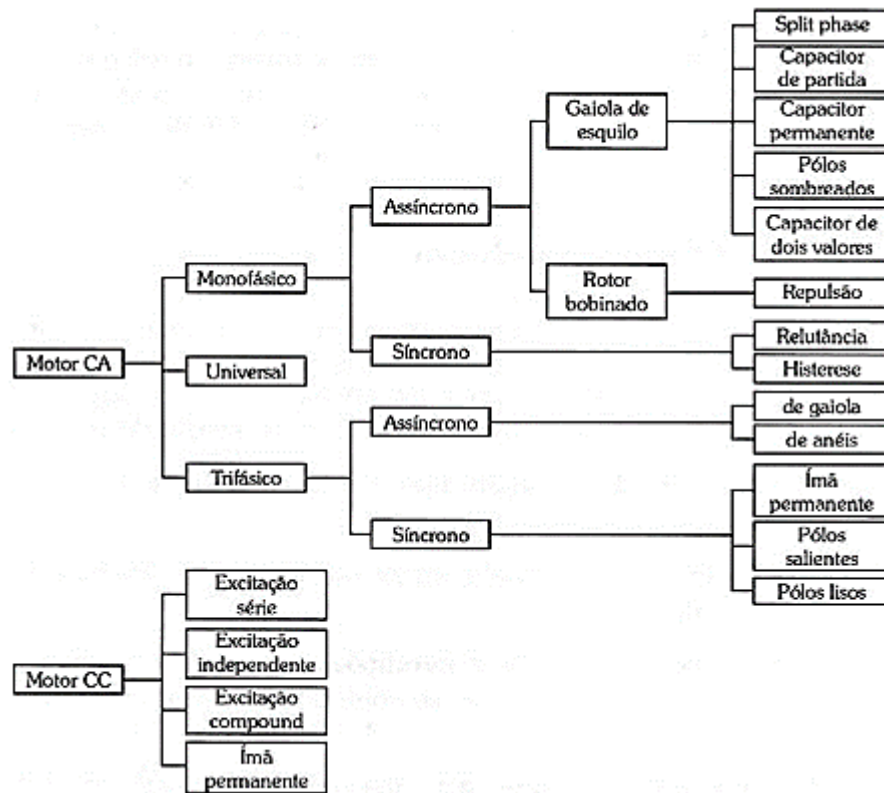 Split phase
Capacitor
de partida
Gaiola de
esquilo
Capacitor
permanente
Pólos
sombreados
Assíncrono
Capacitor de
dois valores
Monofásico
Rotor
bobinado
Repulsão
Relutância
Motor CA
Universal
Síncrono
Histerese
de gaiola
Assíncrono
de anéis
Trifásico
Ímã
permanente
Síncrono
Pólos
salientes
Pólos lisos
Excitação
série
Excitação
independente
Motor CC
Excitação
compound
Ímã
permanente